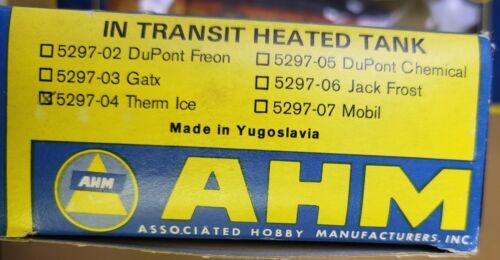 IN TRANSIT HEATED TANK
☐ 5297-02 DuPont Freon ☐ 5297-05 DuPont Chemical
☐ 5297-03 Gatx ☐ 5297-06 Jack Frost
☒ 5297-04 Therm Ice ☐ 5297-07 Mobil
Made in Yugoslavia
AHM AHM
ASSOCIATED HOBBY MANUFACTURERS, INC.